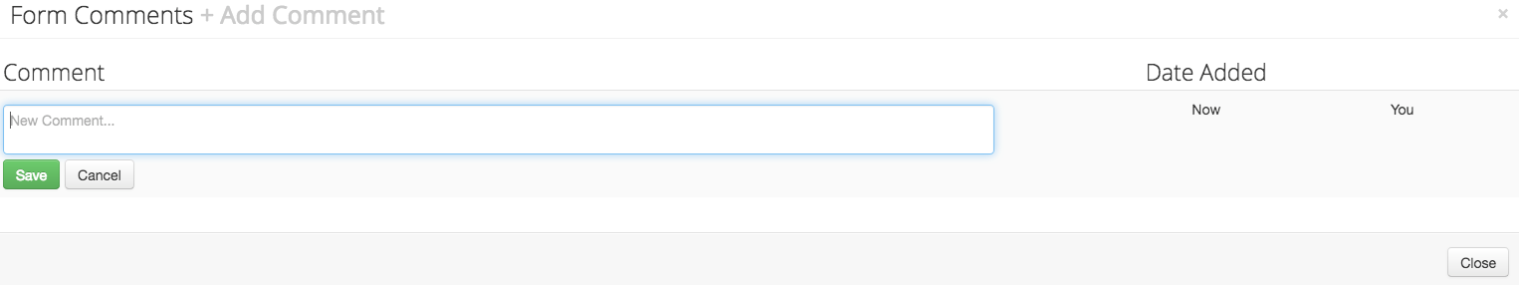 Form Comments + Add Comment ×
Comment Date Added
New Comment... Now You
Save Cancel
Close